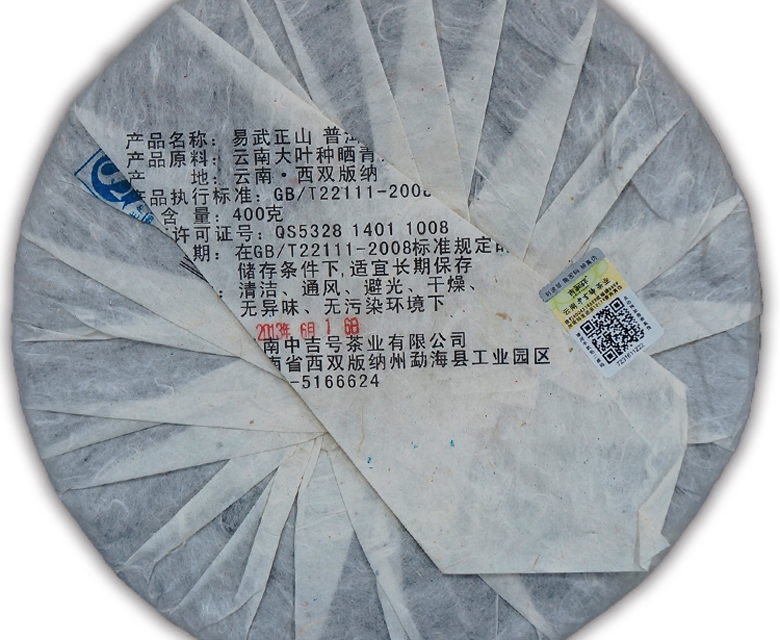 产品名称: 易武正山 普
产品原料: 云南大叶种晒青
产 地: 云南·西双版纳
产品执行标准: GB/T22111-2008
含量: 400克
许可证号: QS5328 1401 1008
期: 在GB/T22111-2008标准规定的
储存条件下,适宜长期保存
: 清洁、通风、避光、干燥、
无异味、无污染环境下
2013年 6月 1 6日
南中吉号茶业有限公司
南省西双版纳州勐海县工业园区
-5166624